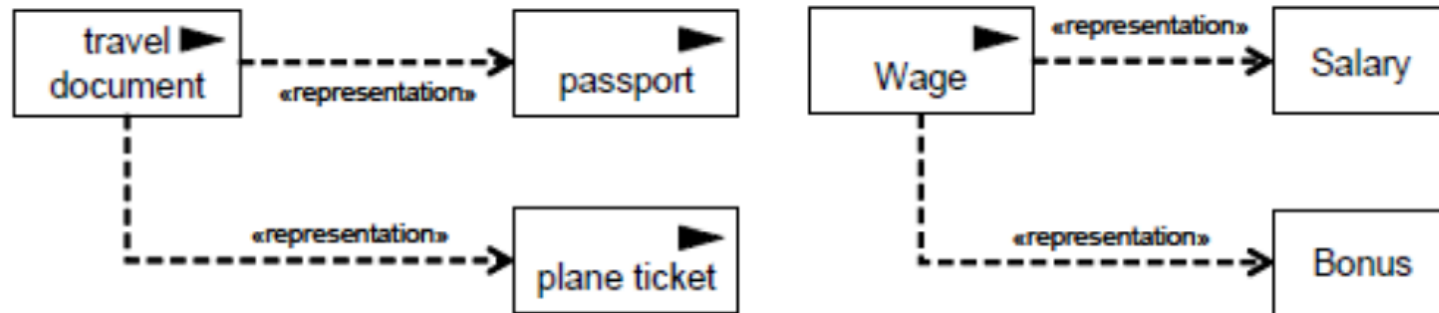 travel
document
«representation»
passport
«representation»
plane ticket
Wage
«representation»
Salary
«representation»
Bonus